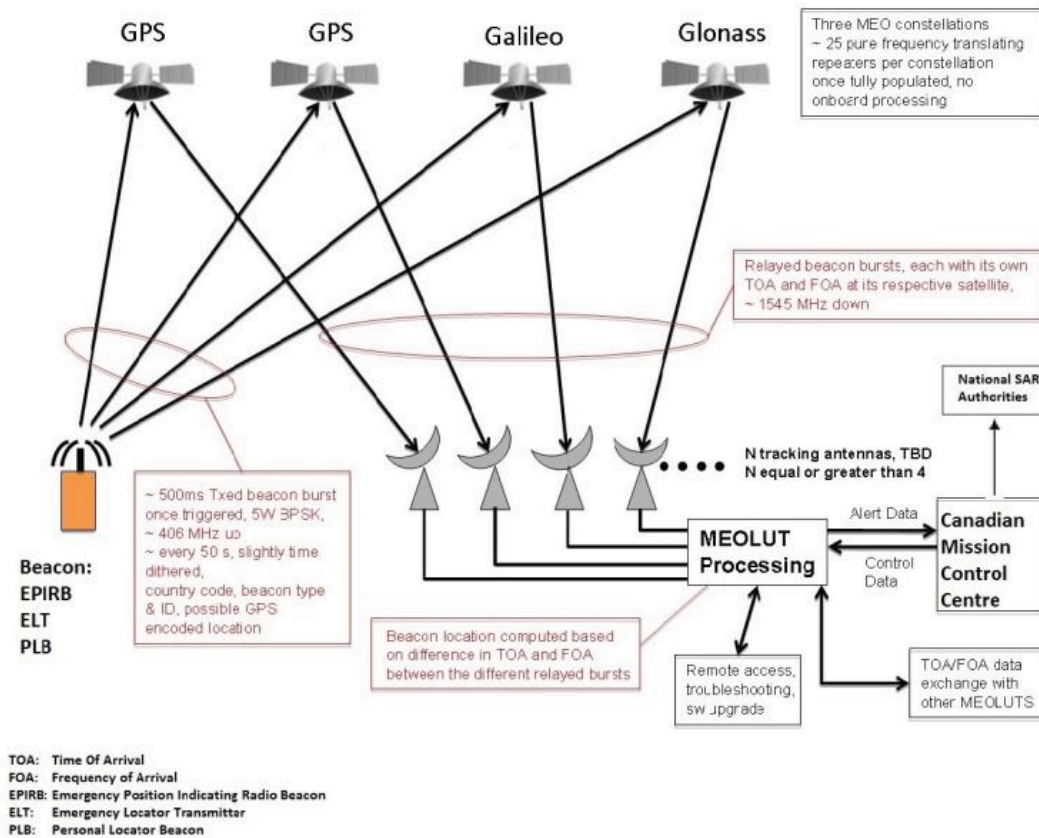 GPS
GPS
Galileo
Glonass
Three MEO constellations
~ 25 pure frequency translating
repeaters per constellation
once fully populated, no
onboard processing
Relayed beacon bursts, each with its own
TOA and FOA at its respective satellite,
~ 1545 MHz down
National SAR
Authorities
N tracking antennas, TBD
N equal or greater than 4
~ 500ms Txed beacon burst
once triggered, 5W BPSK,
~ 406 MHz up
~ every 50 s, slightly time
dithered,
country code, beacon type
& ID, possible GPS
encoded location
Beacon:
EPIRB
ELT
PLB
MEOLUT
Processing
Alert Data
Control
Data
Canadian
Mission
Control
Centre
Beacon location computed based
on difference in TOA and FOA
between the different relayed bursts
Remote access,
troubleshooting,
sw upgrade
TOA/FOA data
exchange with
other MEOLUTS
TOA: Time Of Arrival
FOA: Frequency of Arrival
EPIRB: Emergency Position Indicating Radio Beacon
ELT: Emergency Locator Transmitter
PLB: Personal Locator Beacon